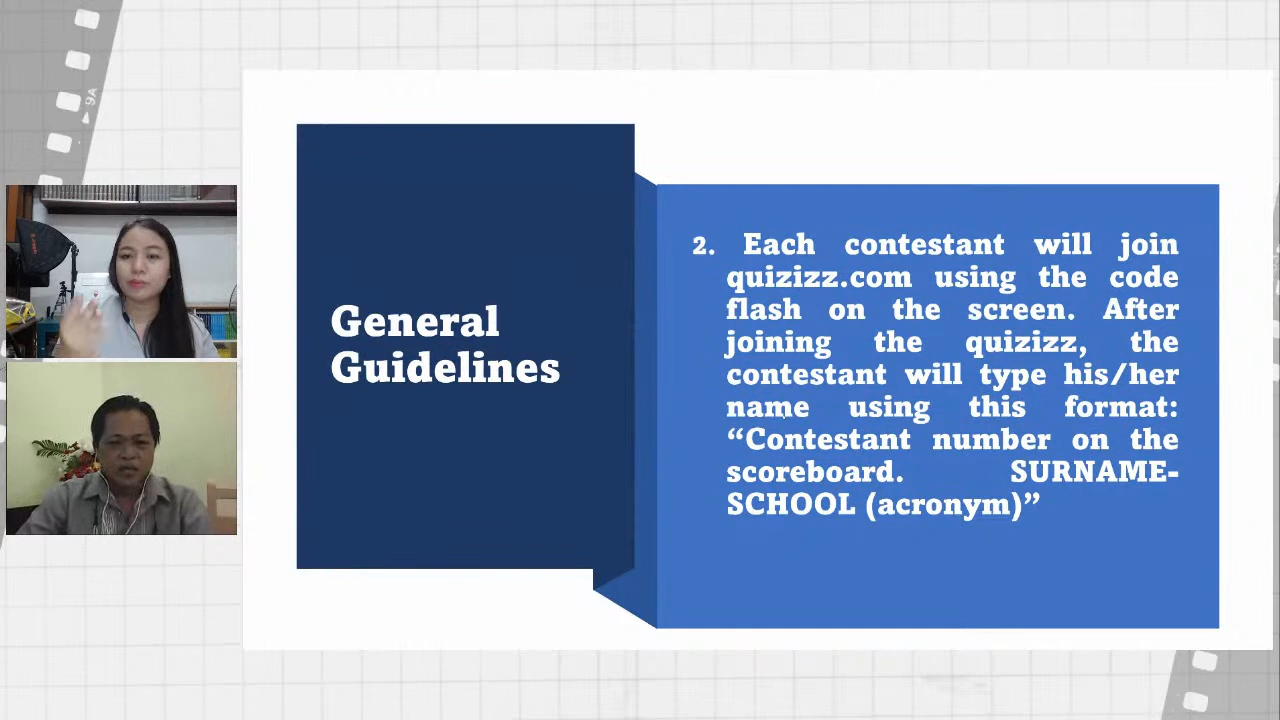 9A
General
Guidelines
2. Each contestant will join
quizizz.com using the code
flash on the screen. After
joining the quizizz, the
contestant will type his/her
name using this format:
“Contestant number on the
scoreboard. SURNAME-
SCHOOL (acronym)”